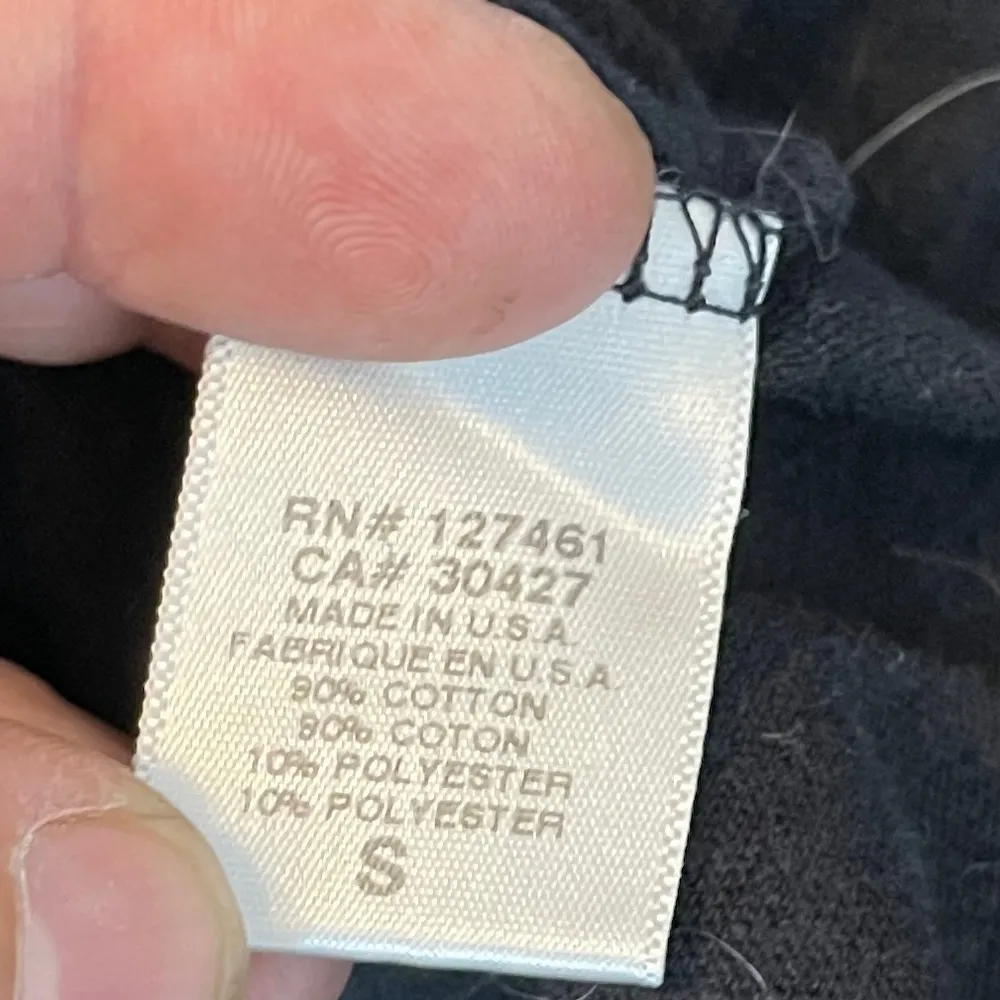 RN# 127461
CA# 30427
MADE IN U.S.A.
FABRIQUE EN U.S.A.
90% COTTON
90% COTON
10% POLYESTER
10% POLYESTER
S